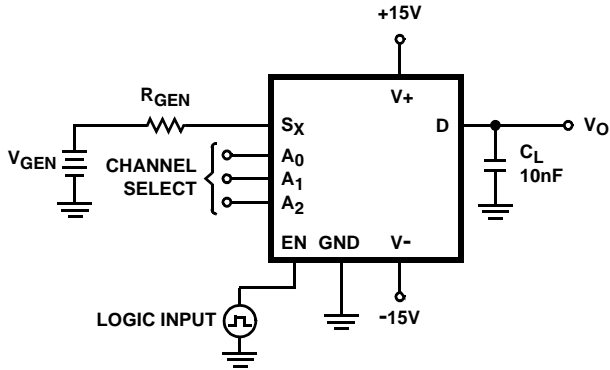 +15V
RGEN
V+
SX
D
VO
VGEN
CHANNEL
SELECT
A0
A1
A2
CL
10nF
EN GND V-
LOGIC INPUT
-15V